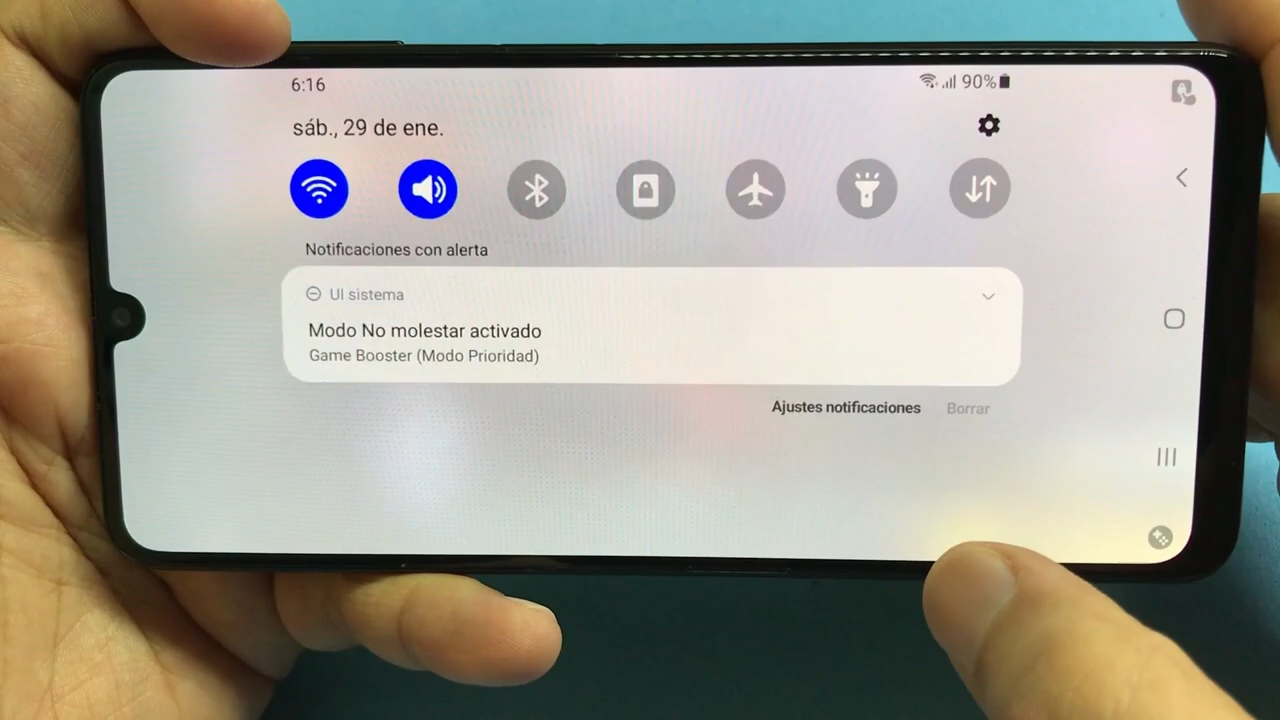 6:16
90%
sáb., 29 de ene.
Notificaciones con alerta
UI sistema
Modo No molestar activado
Game Booster (Modo Prioridad)
Ajustes notificaciones
Borrar